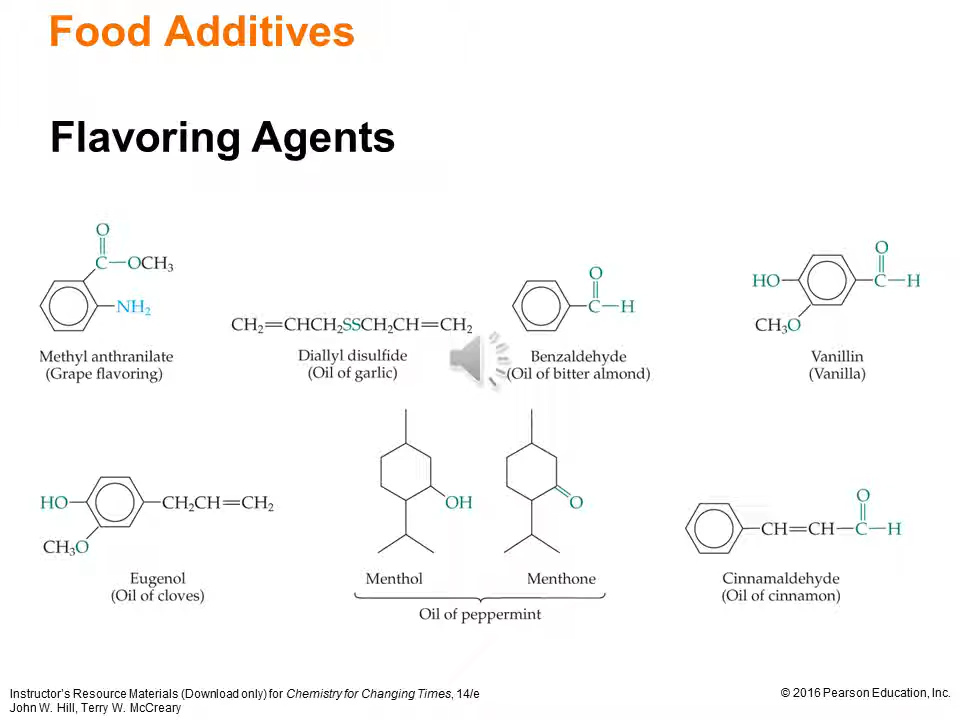 Food Additives
Flavoring Agents
O
C—OCH₃
NH₂
Methyl anthranilate
(Grape flavoring)
CH₂=CHCH₂SSCH₂CH=CH₂
Diallyl disulfide
(Oil of garlic)
O
C—H
Benzaldehyde
(Oil of bitter almond)
O
HO
C—H
CH₃O
Vanillin
(Vanilla)
HO
CH₂CH=CH₂
CH₃O
Eugenol
(Oil of cloves)
OH
Menthol
O
Menthone
Oil of peppermint
O
CH=CH—C—H
Cinnamaldehyde
(Oil of cinnamon)
Instructor's Resource Materials (Download only) for Chemistry for Changing Times, 14/e
John W. Hill, Terry W. McCreary
© 2016 Pearson Education, Inc.